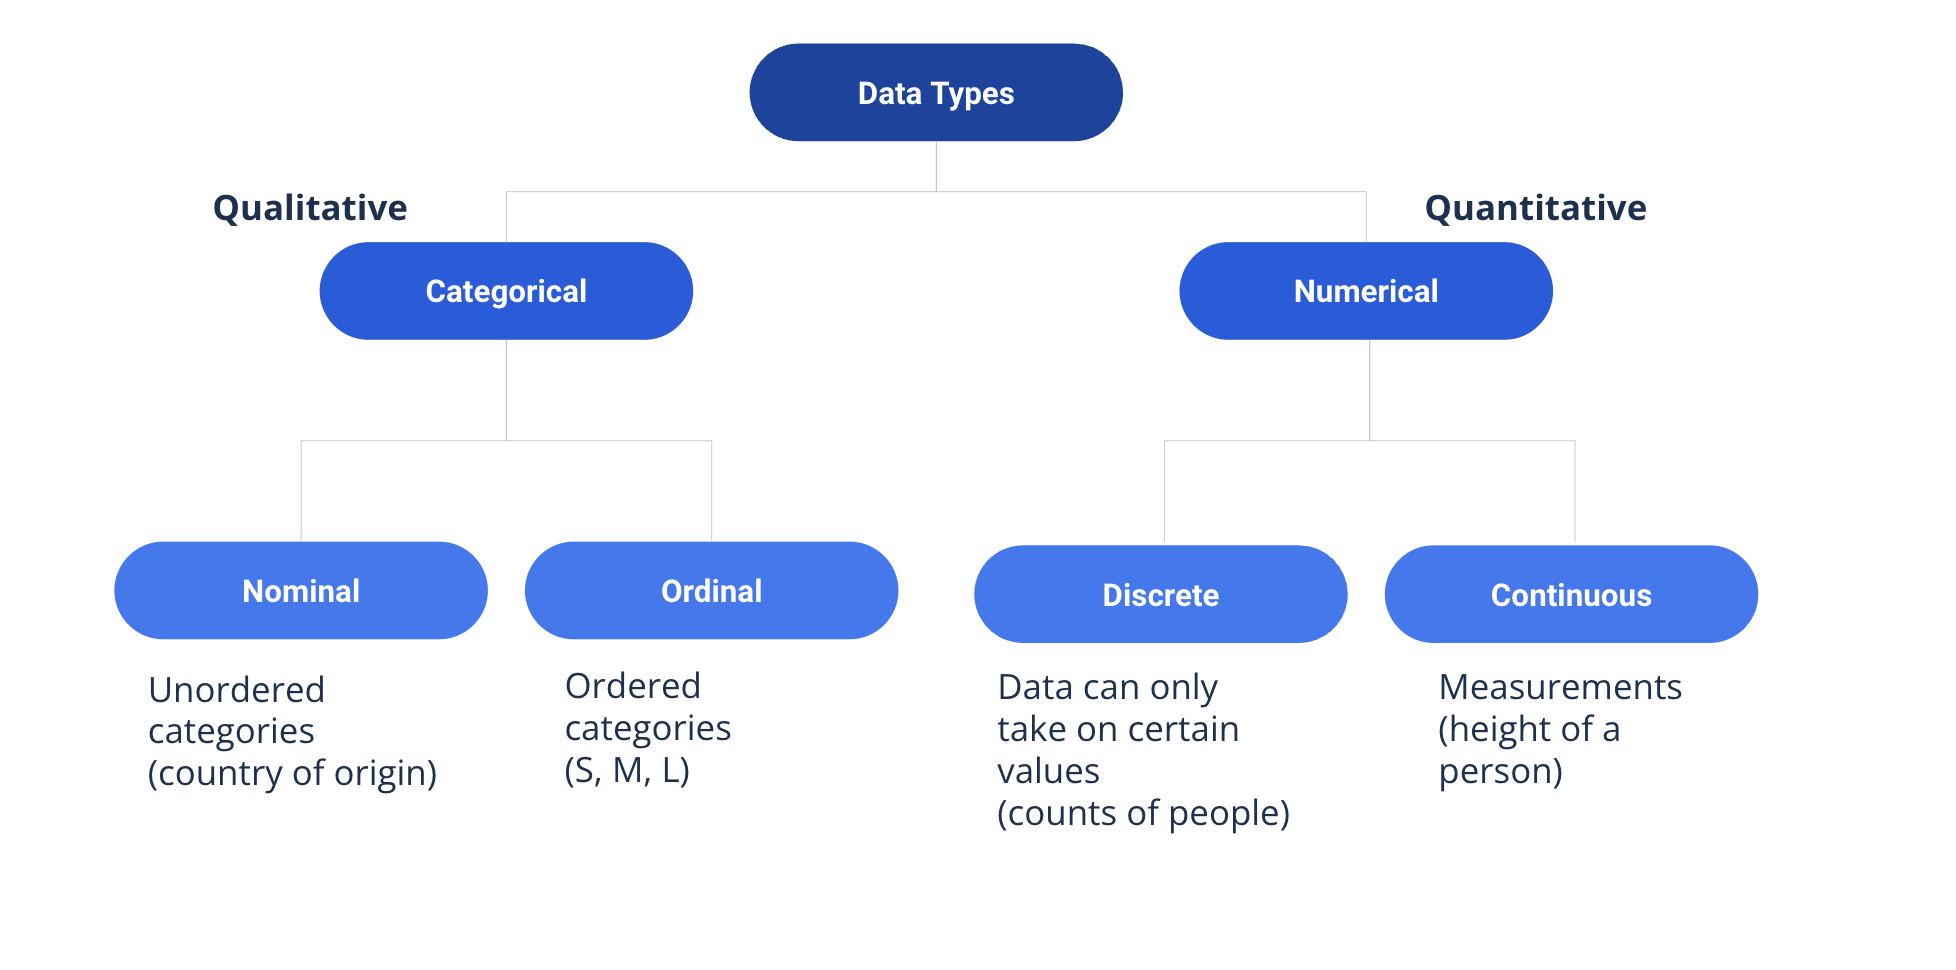 Data Types
Qualitative
Quantitative
Categorical
Numerical
Nominal
Ordinal
Discrete
Continuous
Unordered
categories
(country of origin)
Ordered
categories
(S, M, L)
Data can only
take on certain
values
(counts of people)
Measurements
(height of a
person)